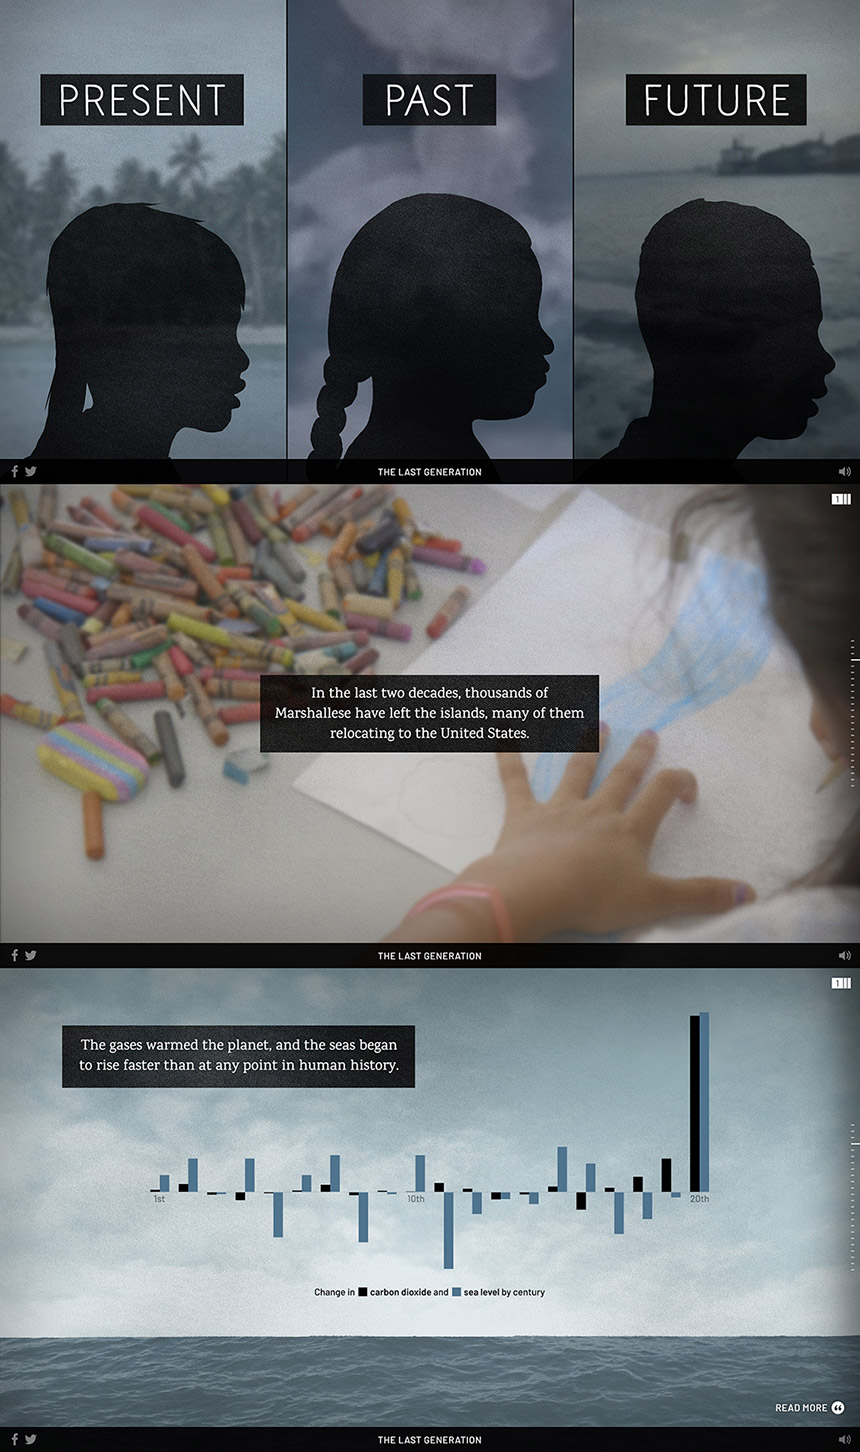 PRESENT
PAST
FUTURE
THE LAST GENERATION
1
In the last two decades, thousands of
Marshallese have left the islands, many of them
relocating to the United States.
THE LAST GENERATION
1
The gases warmed the planet, and the seas began
to rise faster than at any point in human history.
1st
10th
20th
Change in carbon dioxide and sea level by century
READ MORE
THE LAST GENERATION